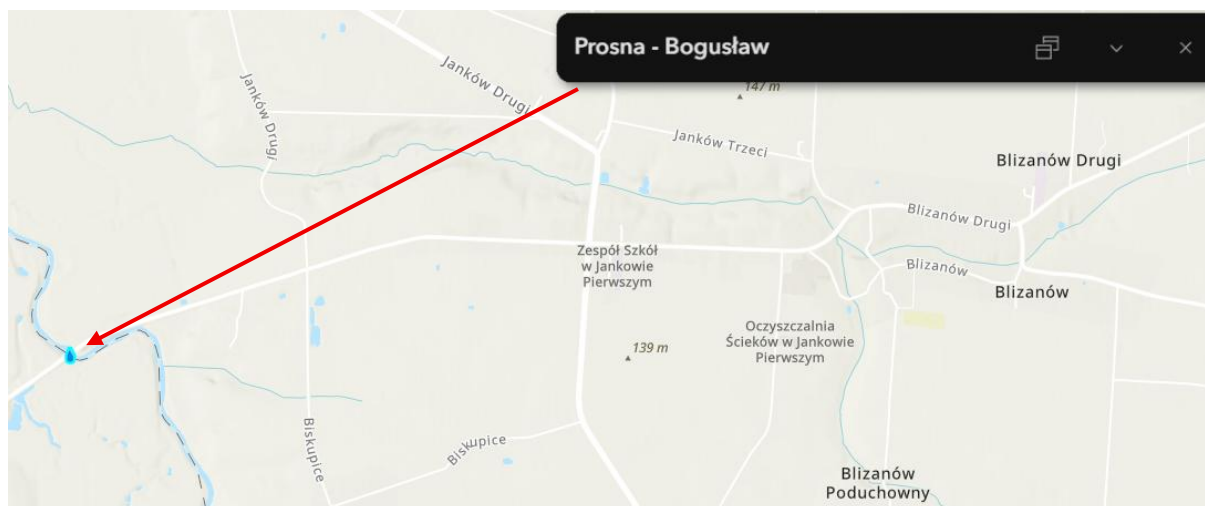 Prosna - Bogusław
147 m
Janków Drugi
Janków Drugi
Janków Trzeci
Blizanów Drugi
Blizanów Drugi
Zespół Szkół
w Jankowie
Pierwszym
Blizanów
Blizanów
Oczyszczalnia
Ścieków w Jankowie
Pierwszym
139 m
Biskupice
Biskupice
Blizanów
Poduchowny